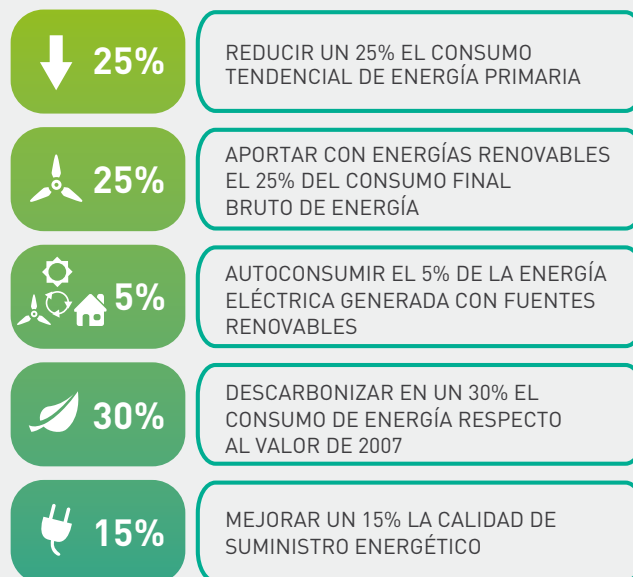 25%
REDUCIR UN 25% EL CONSUMO
TENDENCIAL DE ENERGÍA PRIMARIA
25%
APORTAR CON ENERGÍAS RENOVABLES
EL 25% DEL CONSUMO FINAL
BRUTO DE ENERGÍA
5%
AUTOCONSUMIR EL 5% DE LA ENERGÍA
ELÉCTRICA GENERADA CON FUENTES
RENOVABLES
30%
DESCARBONIZAR EN UN 30% EL
CONSUMO DE ENERGÍA RESPECTO
AL VALOR DE 2007
15%
MEJORAR UN 15% LA CALIDAD DE
SUMINISTRO ENERGÉTICO